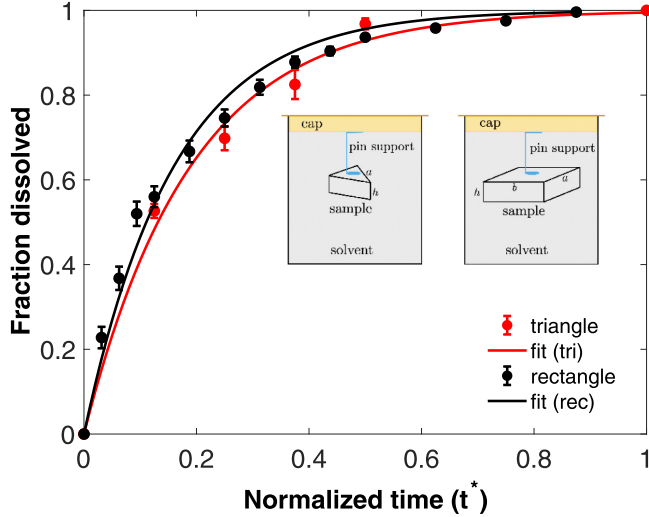 Fraction dissolved
1
0.8
0.6
0.4
0.2
0
0 0.2 0.4 0.6 0.8 1
Normalized time (t*)
cap
pin support
a
h
sample
solvent
cap
pin support
a
h
b
sample
solvent
triangle
fit (tri)
rectangle
fit (rec)